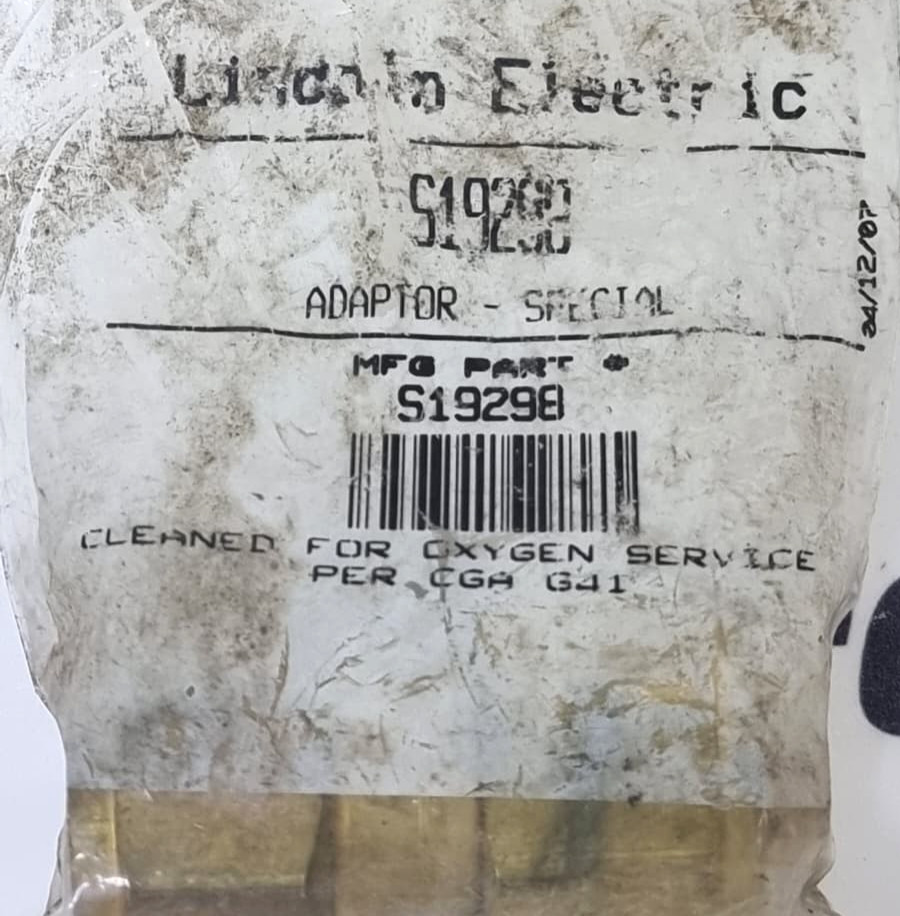 Lincoln Electric
S19298
ADAPTOR - SPECIAL
24/12/07
MFG PART #
S19298
CLEANED FOR OXYGEN SERVICE
PER CGA G41